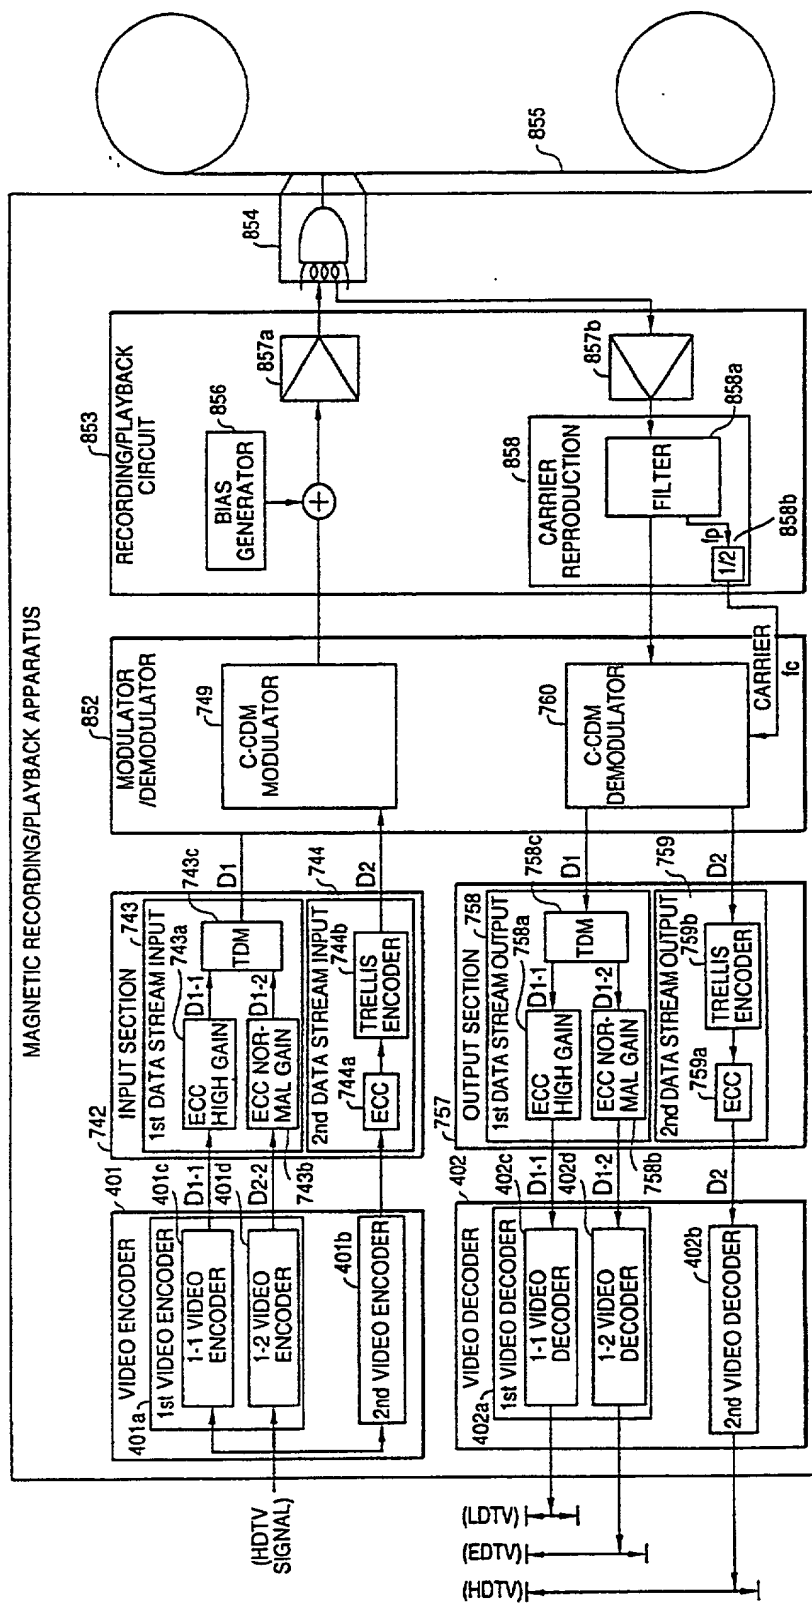 MAGNETIC RECORDING/PLAYBACK APPARATUS
(HDTV
SIGNAL)
401
VIDEO ENCODER
401a
1st VIDEO ENCODER
401c
1-1 VIDEO
ENCODER
401d
1-2 VIDEO
ENCODER
401b
2nd VIDEO ENCODER
D1-1
D2-2
742
INPUT SECTION
743
1st DATA STREAM INPUT
743a
ECC
HIGH GAIN
ECC NOR-
MAL GAIN
743b
D1-1
D1-2
743c
TDM
D1
744
2nd DATA STREAM INPUT
744a
ECC
744b
TRELLIS
ENCODER
D2
852
MODULATOR
/DEMODULATOR
749
C-CDM
MODULATOR
853
RECORDING/PLAYBACK
CIRCUIT
856
BIAS
GENERATOR
+
857a
854
855
857b
858
CARRIER
REPRODUCTION
858a
FILTER
fp
1/2
858b
CARRIER
fc
760
C-CDM
DEMODULATOR
D1
D2
757
OUTPUT SECTION
758
1st DATA STREAM OUTPUT
758a
ECC
HIGH GAIN
ECC NOR-
MAL GAIN
758b
D1-1
D1-2
758c
TDM
759
2nd DATA STREAM OUTPUT
759a
ECC
759b
TRELLIS
ENCODER
D1-1
D1-2
D2
402
VIDEO DECODER
402a
1st VIDEO DECODER
402c
1-1 VIDEO
DECODER
402d
1-2 VIDEO
DECODER
402b
2nd VIDEO DECODER
(LDTV)
(EDTV)
(HDTV)